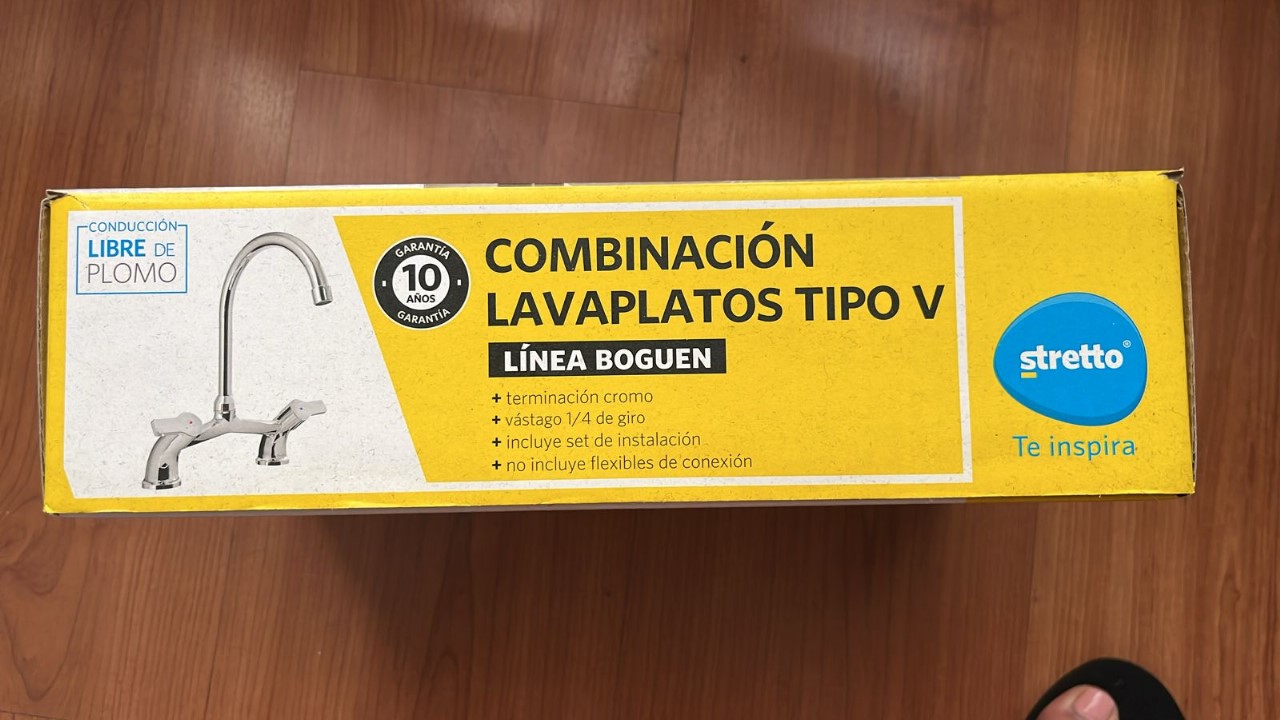 CONDUCCIÓN
LIBRE DE
PLOMO
GARANTÍA
10
AÑOS
GARANTÍA
COMBINACIÓN
LAVAPLATOS TIPO V
LÍNEA BOGUEN
+ terminación cromo
+ vástago 1/4 de giro
+ incluye set de instalación
+ no incluye flexibles de conexión
stretto®
Te inspira